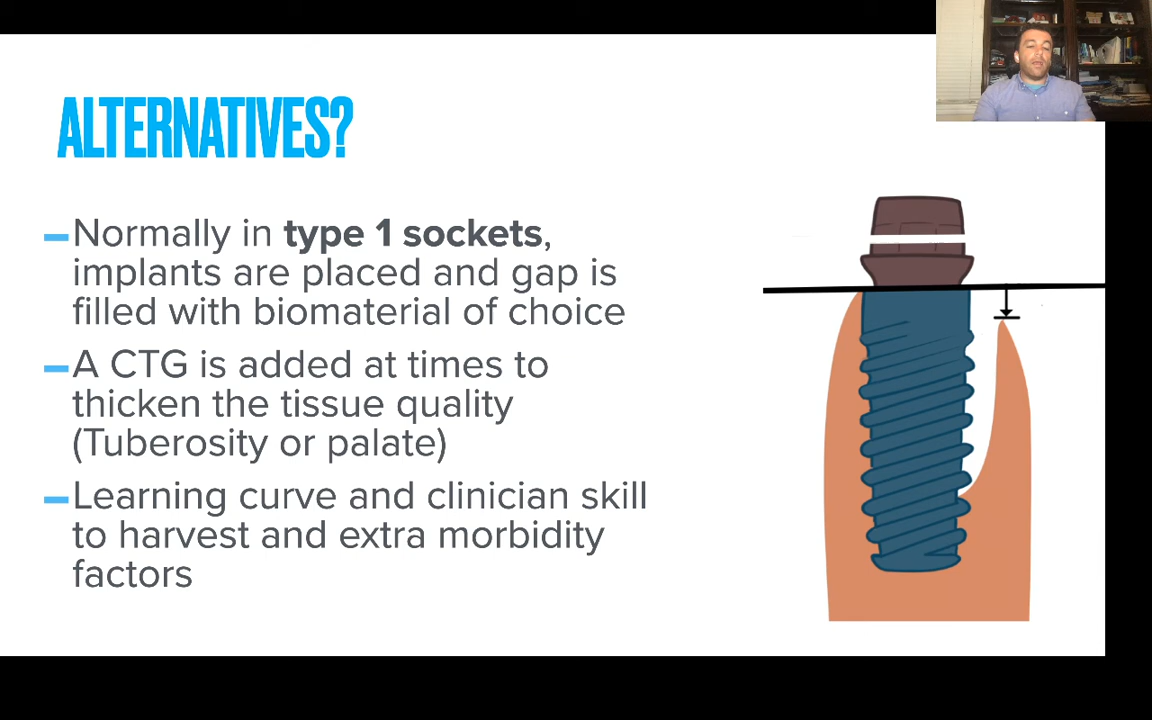 ALTERNATIVES?
Normally in type 1 sockets,
implants are placed and gap is
filled with biomaterial of choice
A CTG is added at times to
thicken the tissue quality
(Tuberosity or palate)
Learning curve and clinician skill
to harvest and extra morbidity
factors